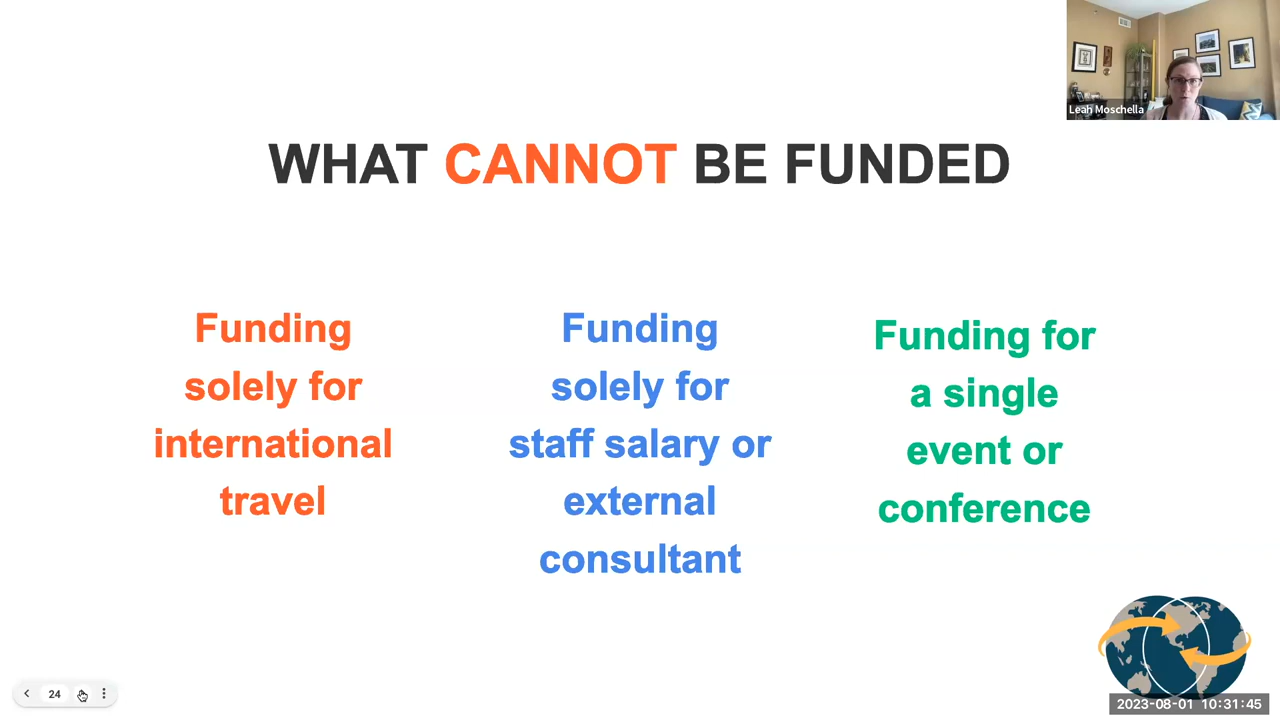 Leah Moschella
WHAT CANNOT BE FUNDED
Funding
solely for
international
travel
Funding
solely for
staff salary or
external
consultant
Funding for
a single
event or
conference
24
2023-08-01 10:31:45